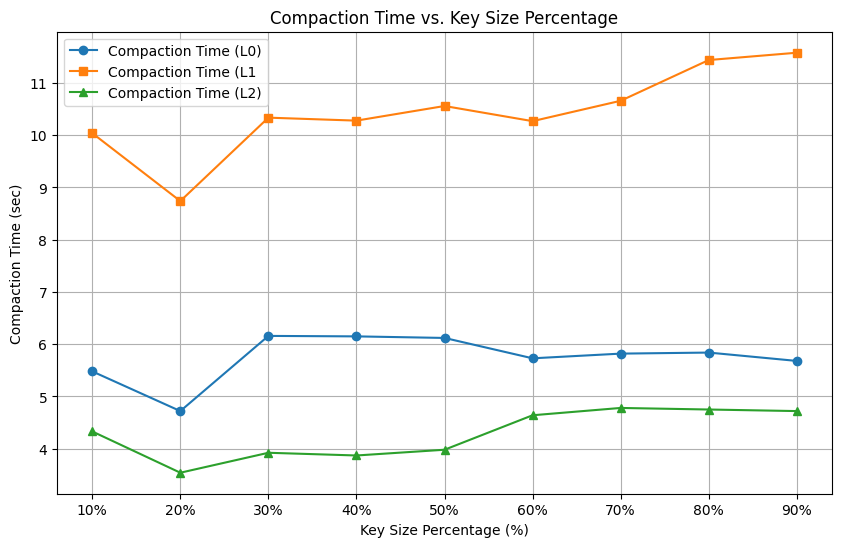 Compaction Time vs. Key Size Percentage
Compaction Time (L0)
Compaction Time (L1
Compaction Time (L2)
Compaction Time (sec)
11
10
9
8
7
6
5
4
10% 20% 30% 40% 50% 60% 70% 80% 90%
Key Size Percentage (%)